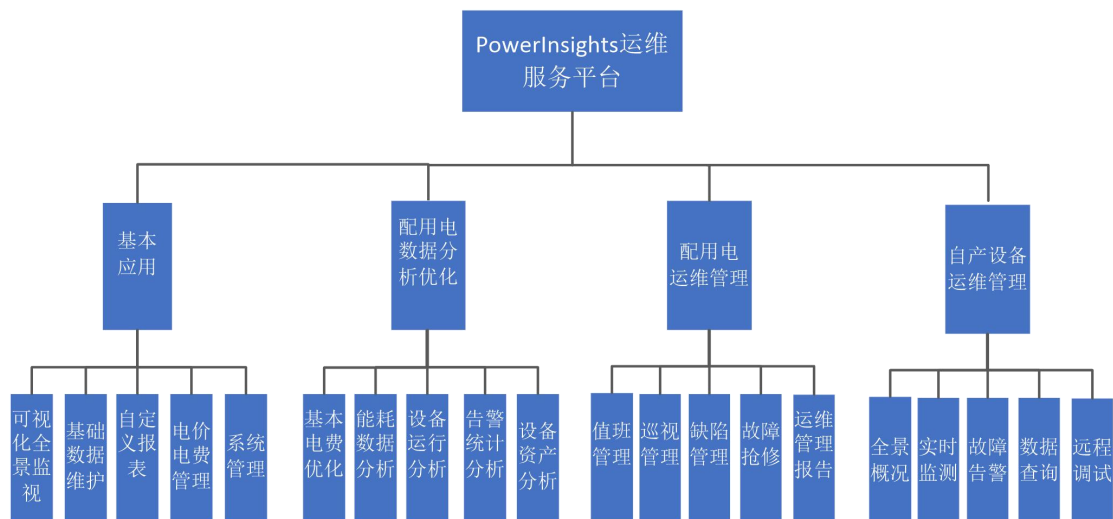 PowerInsights运维
服务平台
基本
应用
配用电
数据分
析优化
配用电
运维管理
自产设备
运维管理
可视
化全
景监
视
基础
数据
维护
自定
义报
表
电价
电费
管理
系统
管理
基本
电费
优化
能耗
数据
分析
设备
运行
分析
告警
统计
分析
设备
资产
分析
值班
管理
巡视
管理
缺陷
管理
故障
抢修
运维
管理
报告
全景
概况
实时
监测
故障
告警
数据
查询
远程
调试